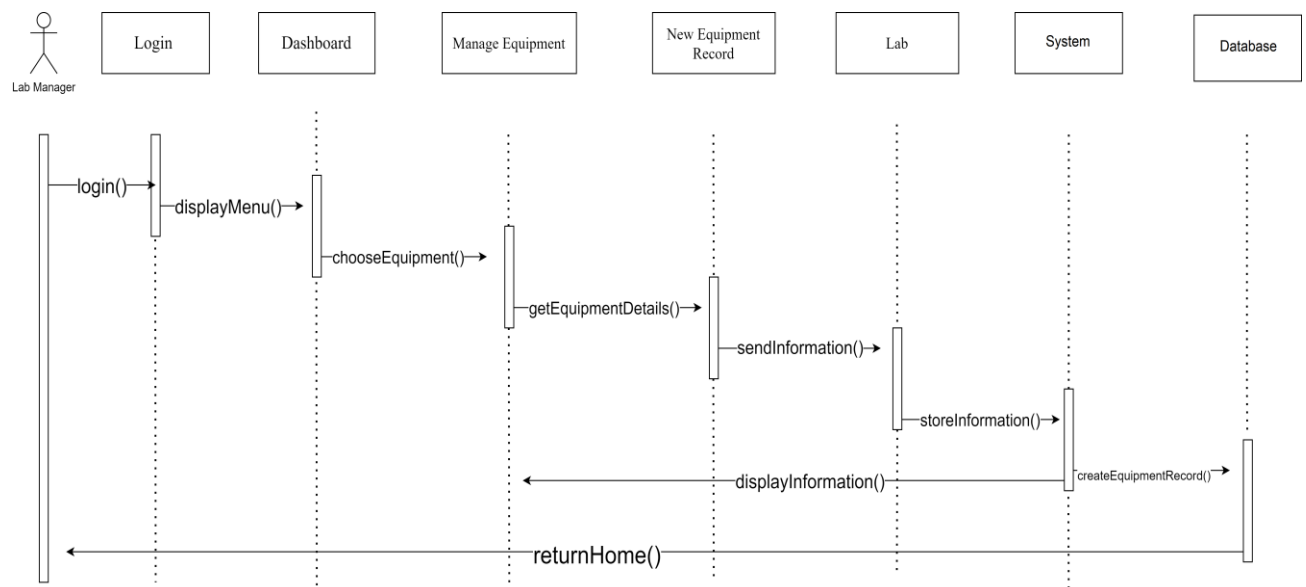 Lab Manager
Login
Dashboard
Manage Equipment
New Equipment
Record
Lab
System
Database
login()
displayMenu()
chooseEquipment()
getEquipmentDetails()
sendInformation()
storeInformation()
createEquipmentRecord()
displayInformation()
returnHome()